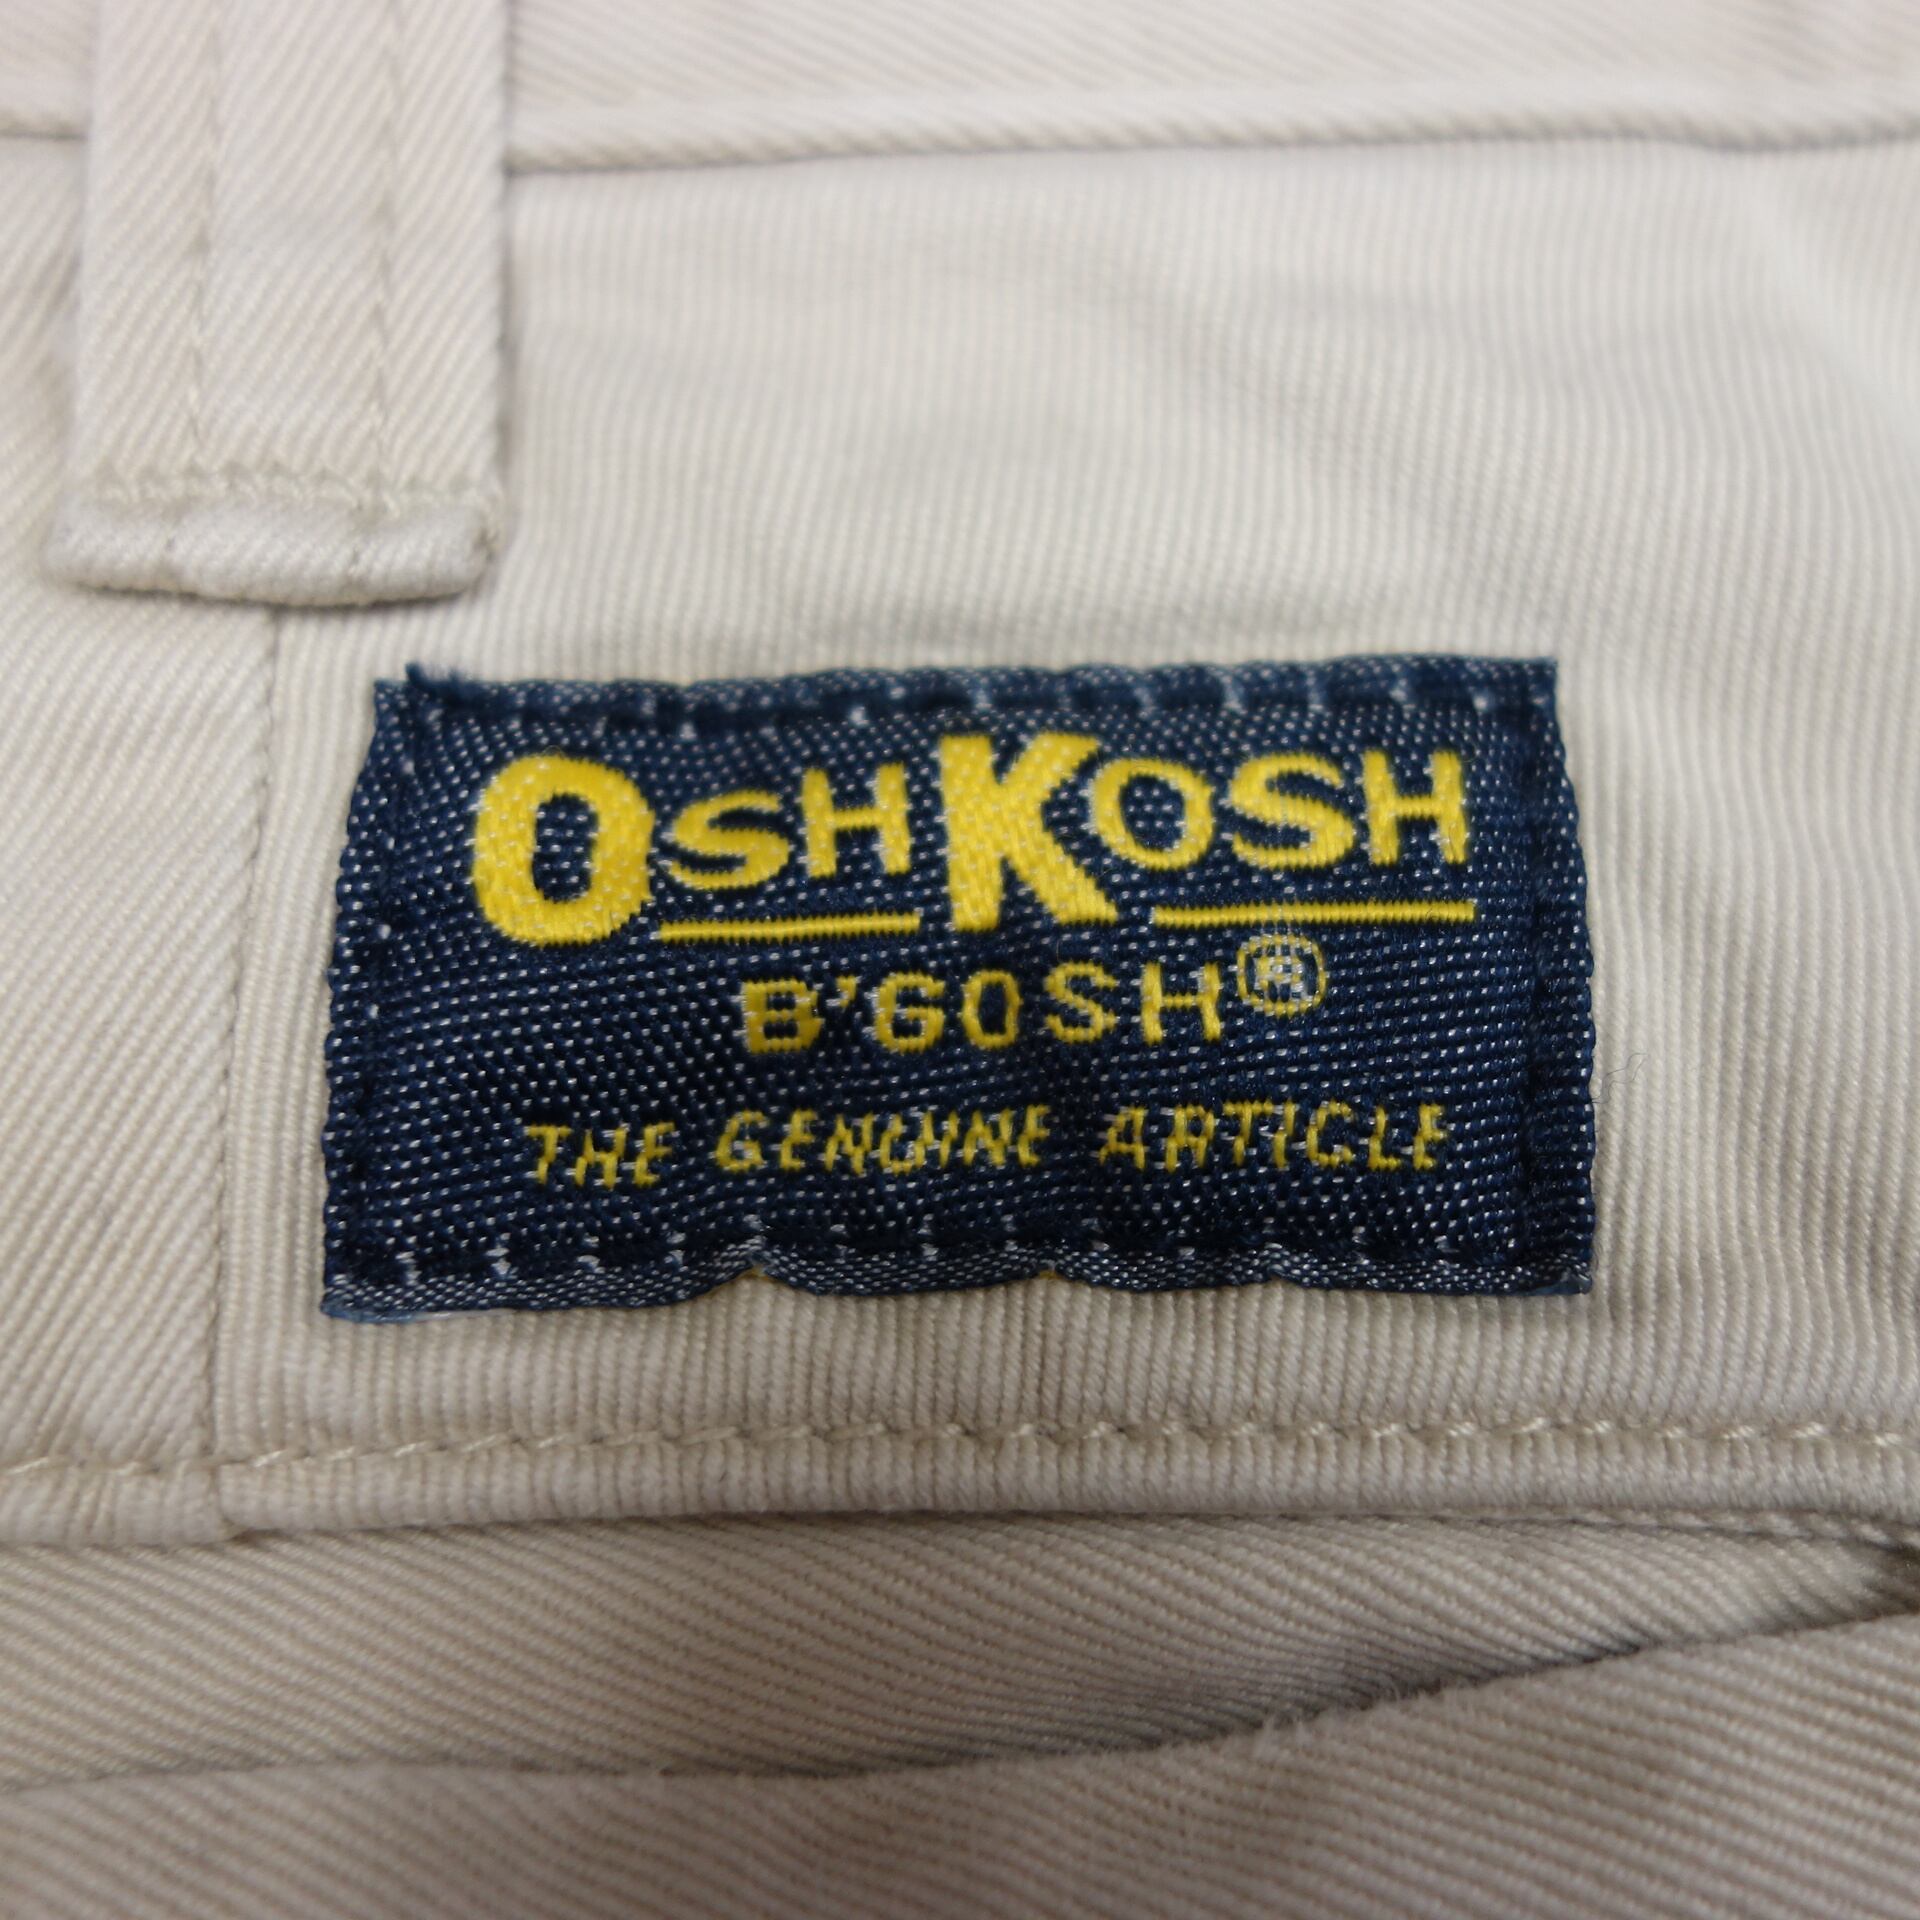 OSHKOSH
B'GOSH®
THE GENUINE ARTICLE